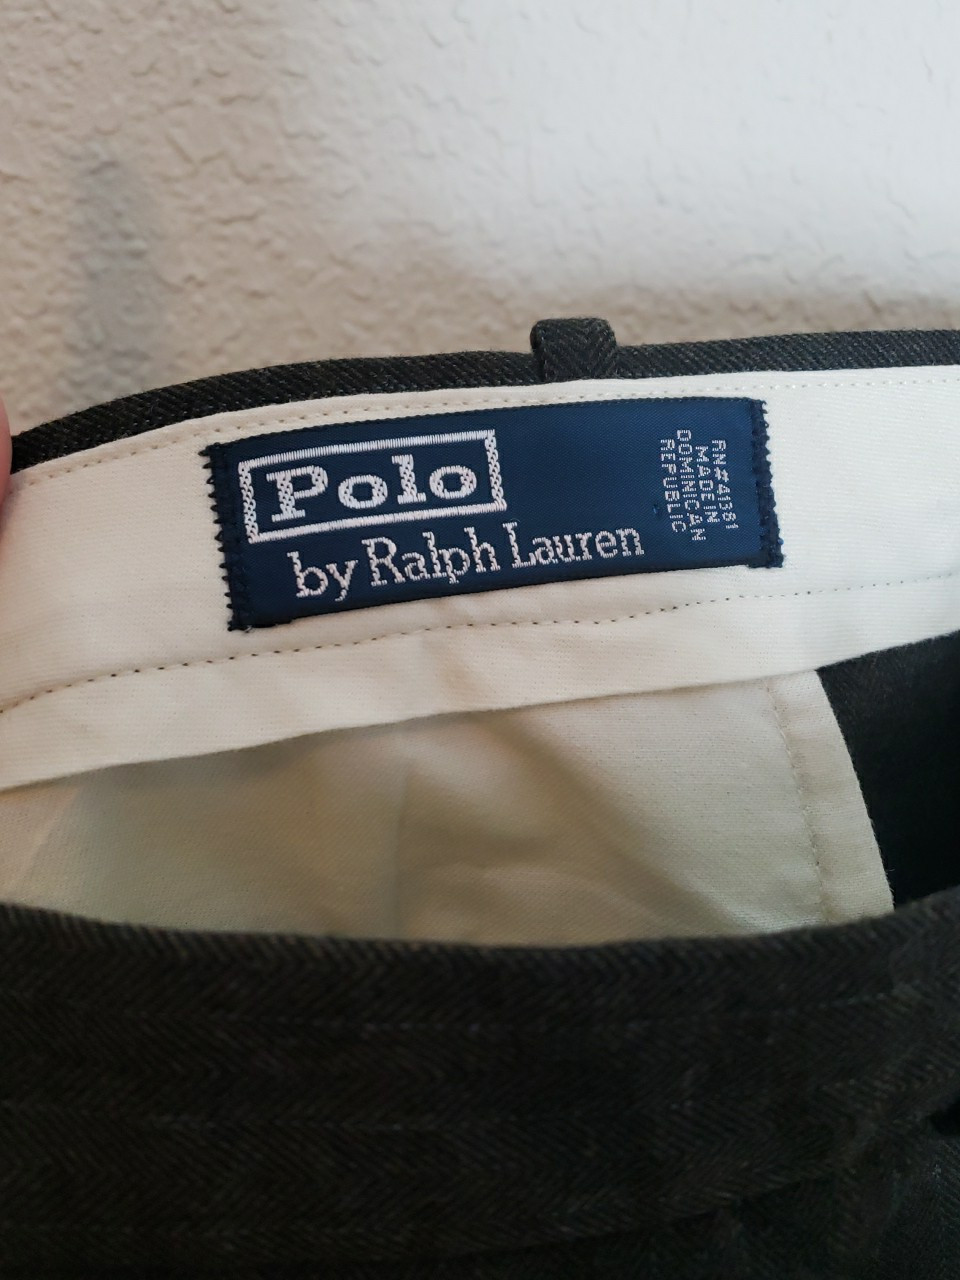 Polo
by Ralph Lauren
RN#41381
MADE IN
DOMINICAN
REPUBLIC